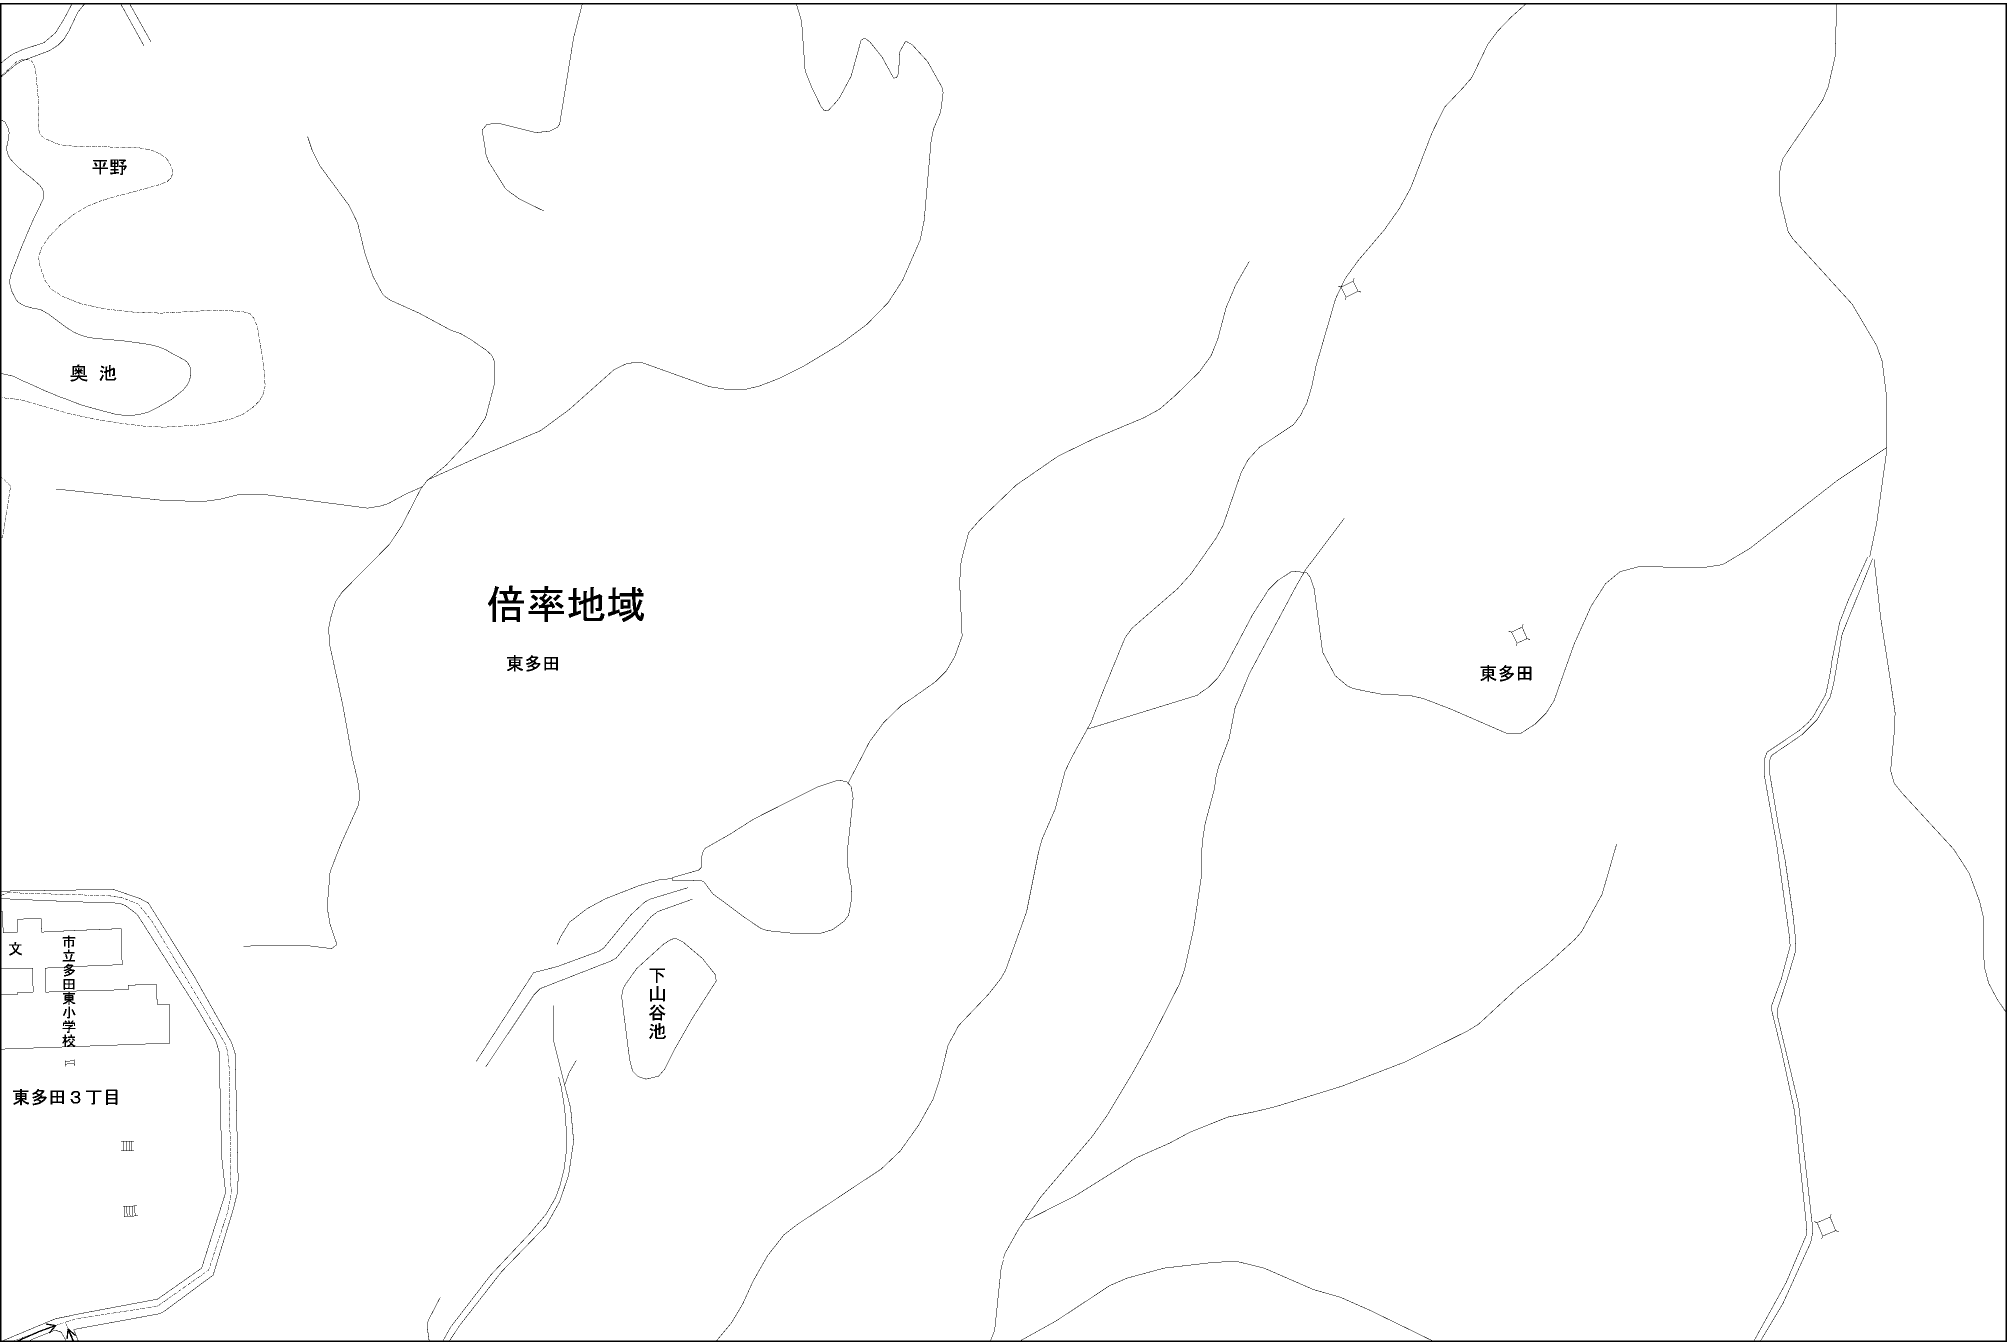 平野
奥池
倍率地域
東多田
東多田
文
市立多田東小学校
下山谷池
東多田３丁目